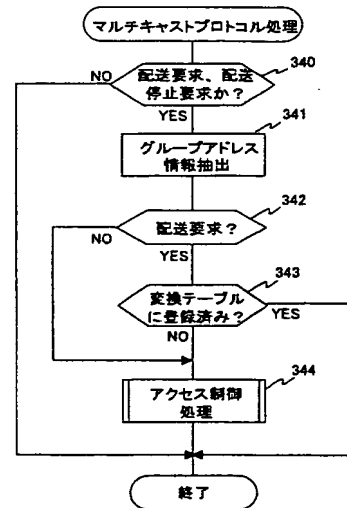 マルチキャストプロトコル処理
340
NO
配送要求、配送
停止要求か?
YES
341
グループアドレス
情報抽出
342
配送要求?
NO
YES
343
変換テーブル
に登録済み?
YES
NO
344
アクセス制御
処理
終了